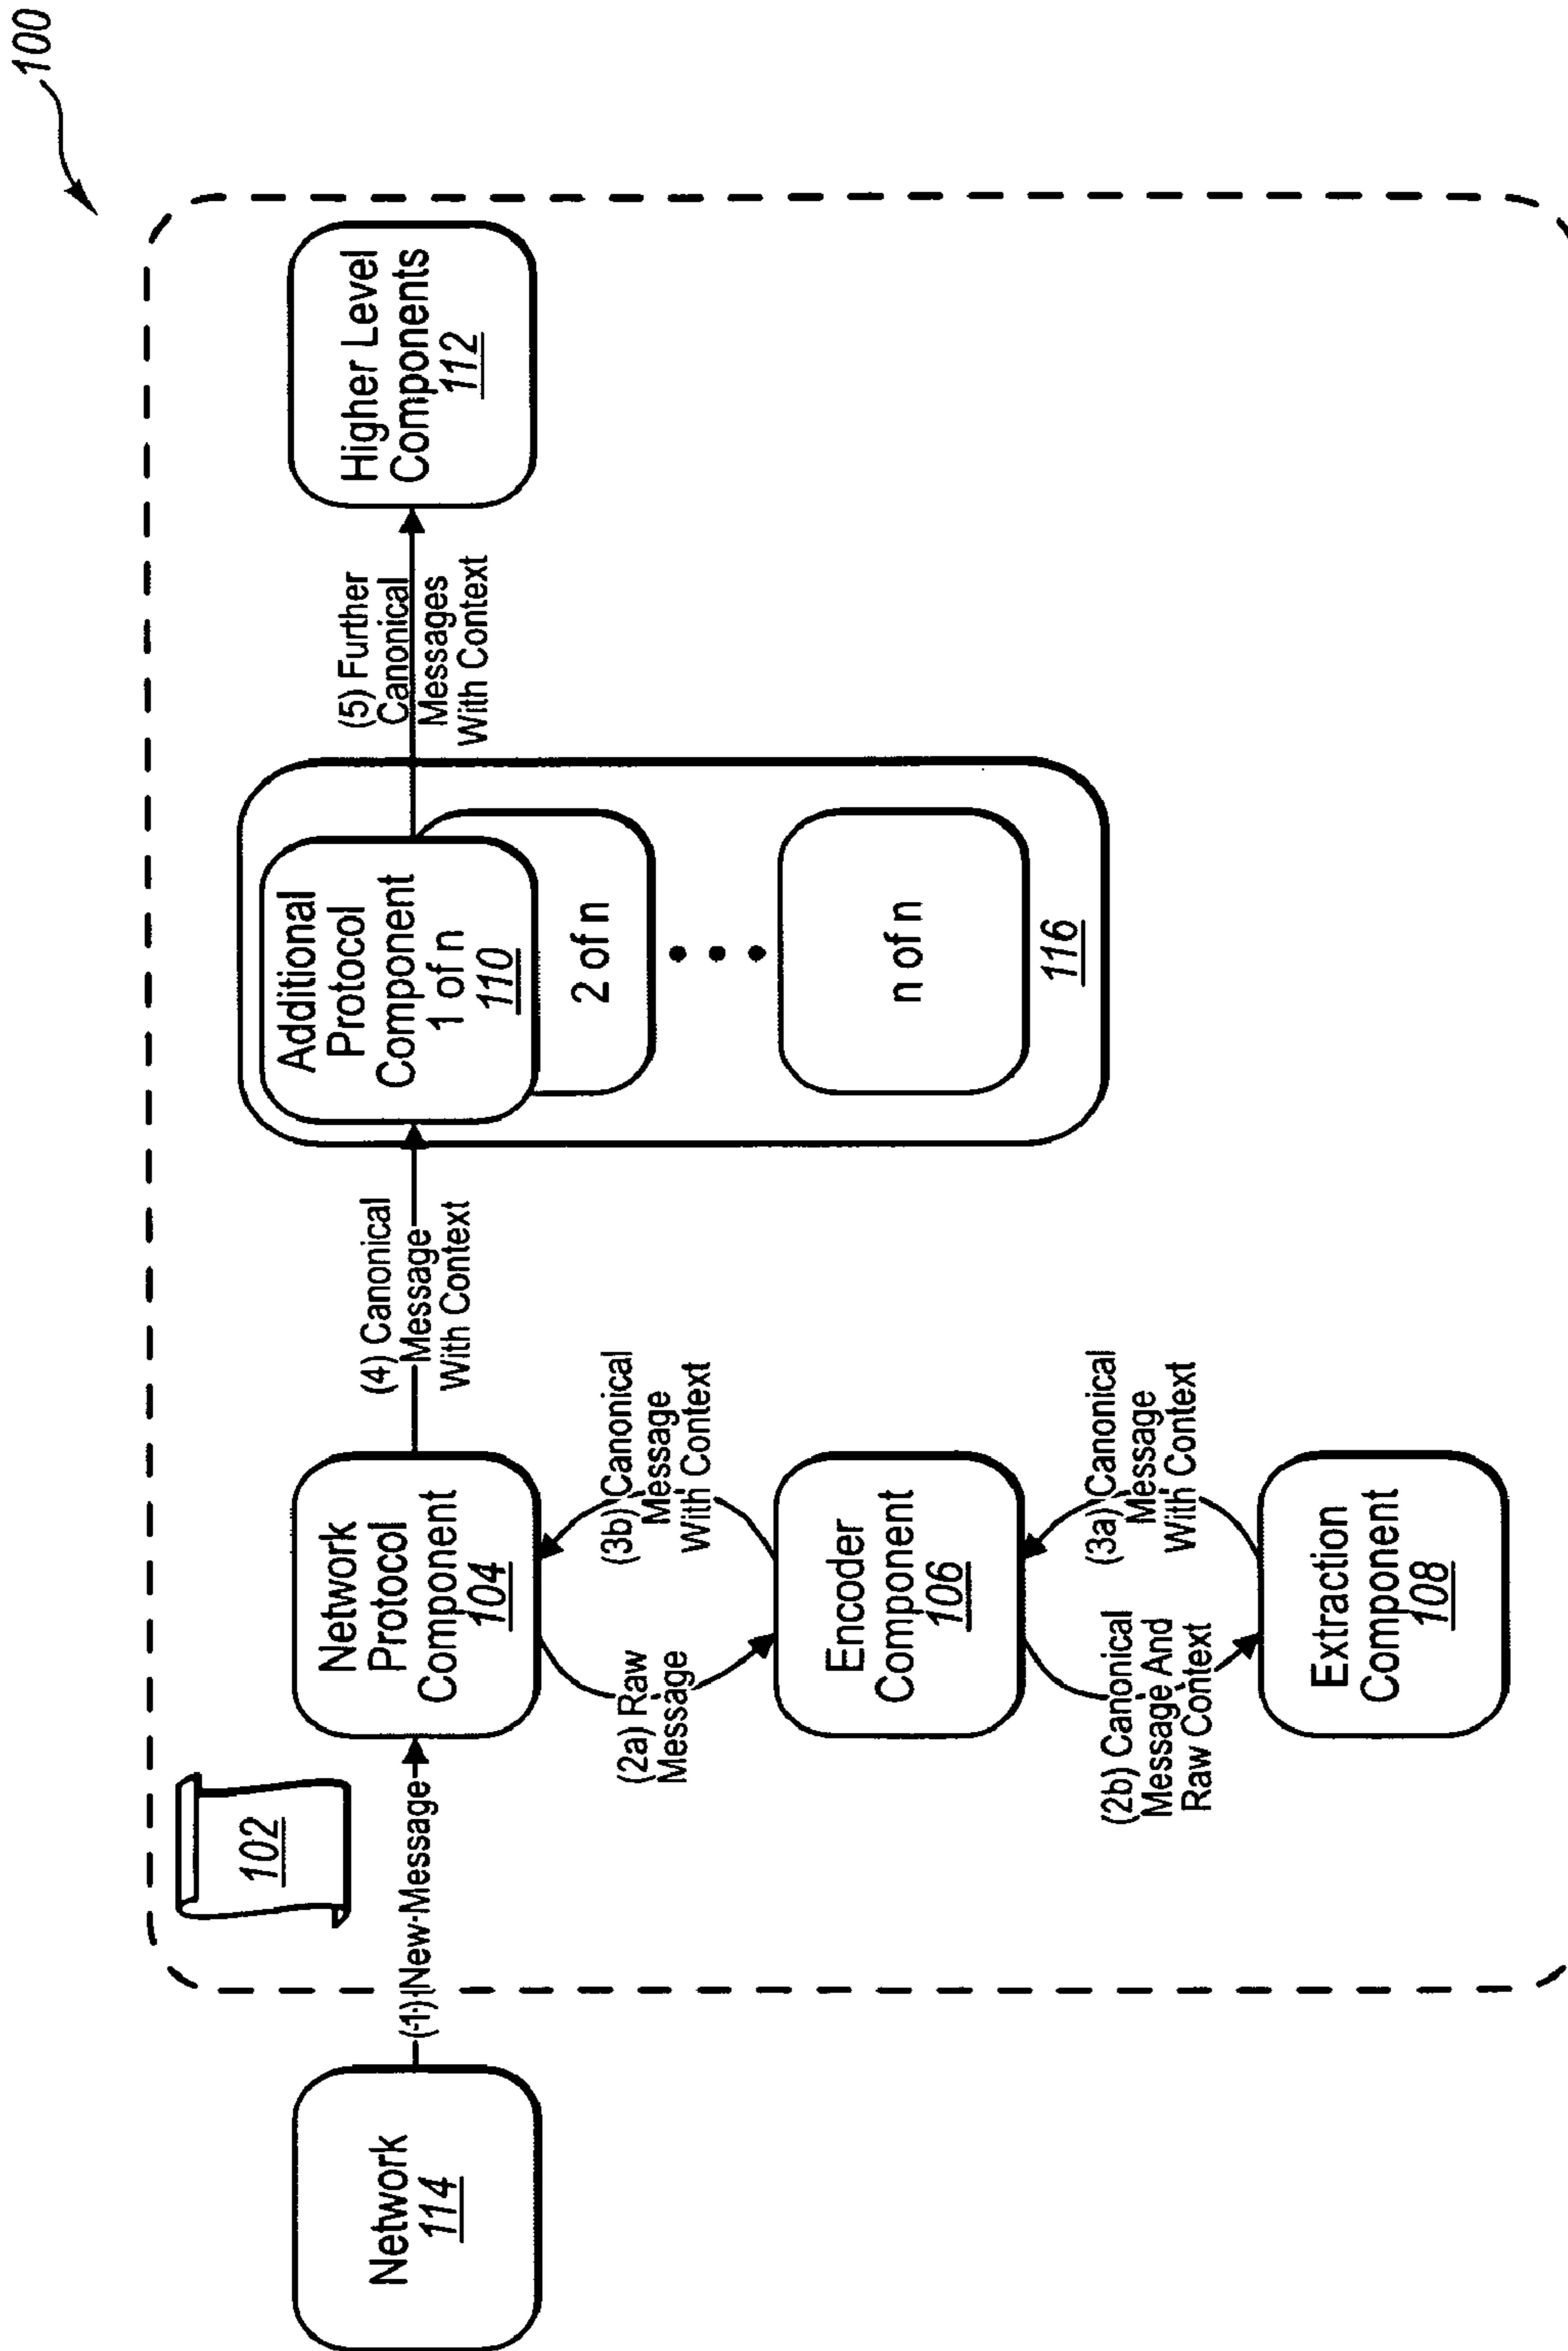 100
Network
114
(1) New Message
102
Network
Protocol
Component
104
(2a) Raw
Message
(3b) Canonical
Message
With Context
Encoder
Component
106
(2b) Canonical
Message And
Raw Context
(3a) Canonical
Message
With Context
Extraction
Component
108
(4) Canonical
Message
With Context
Additional
Protocol
Component
1 of n
110
2 of n
n of n
116
(5) Further
Canonical
Messages
With Context
Higher Level
Components
112